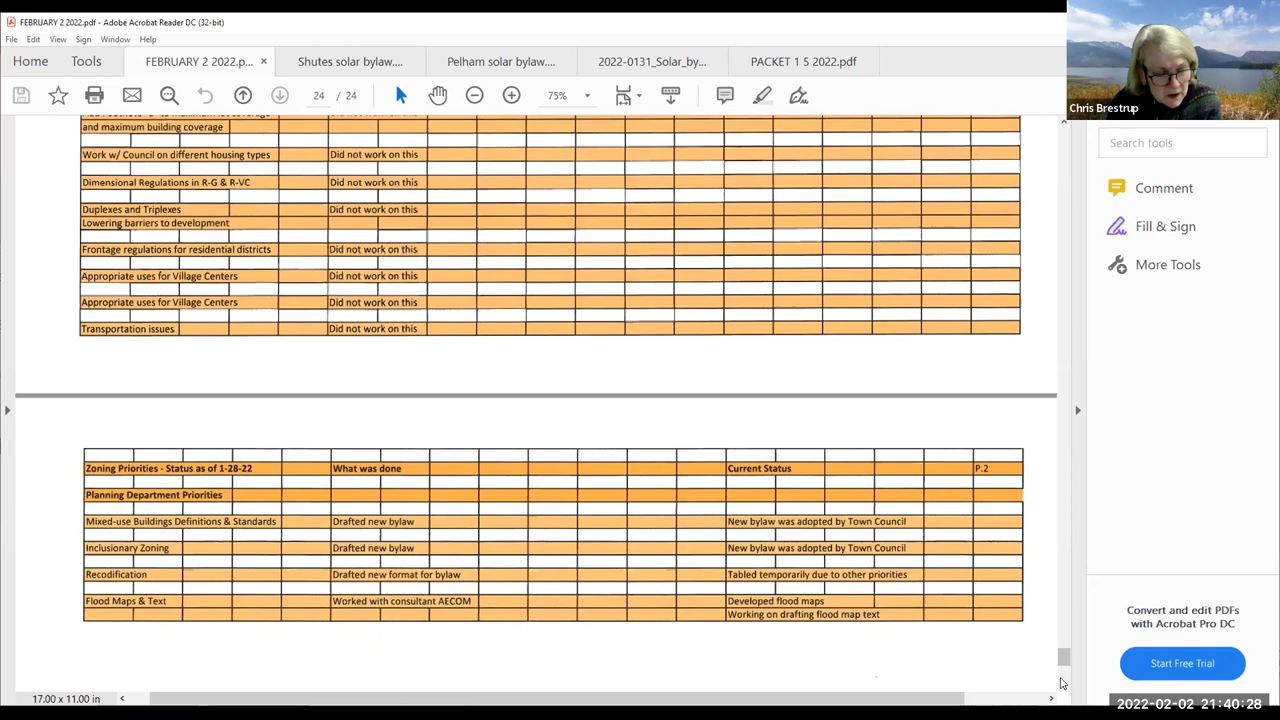 FEBRUARY 2 2022.pdf - Adobe Acrobat Reader DC (32-bit)
File Edit View Sign Window Help
Home Tools FEBRUARY 2 2022.p... × Shutes solar bylaw.... Pelham solar bylaw.... 2022-0131_Solar_by... PACKET 1 5 2022.pdf
24 / 24 75%
Chris Brestrup
and maximum building coverage
Work w/ Council on different housing types Did not work on this
Dimensional Regulations in R-G & R-VC Did not work on this
Duplexes and Triplexes Did not work on this
Lowering barriers to development
Frontage regulations for residential districts Did not work on this
Appropriate uses for Village Centers Did not work on this
Appropriate uses for Village Centers Did not work on this
Transportation issues Did not work on this
Zoning Priorities - Status as of 1-28-22 What was done Current Status P.2
Planning Department Priorities
Mixed-use Buildings Definitions & Standards Drafted new bylaw New bylaw was adopted by Town Council
Inclusionary Zoning Drafted new bylaw New bylaw was adopted by Town Council
Recodification Drafted new format for bylaw Tabled temporarily due to other priorities
Flood Maps & Text Worked with consultant AECOM Developed flood maps
Working on drafting flood map text
17.00 x 11.00 in
Search tools
Comment
Fill & Sign
More Tools
Convert and edit PDFs
with Acrobat Pro DC
Start Free Trial
2022-02-02 21:40:28